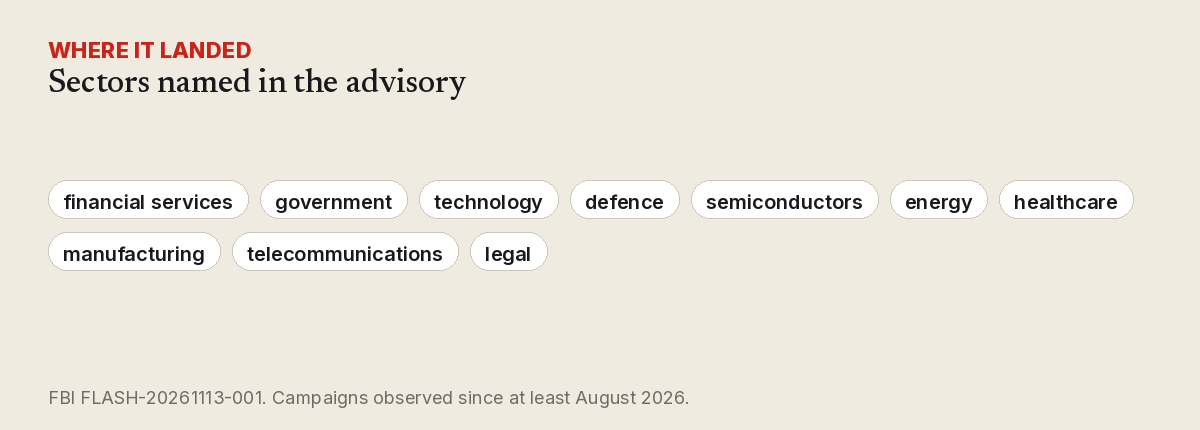 WHERE IT LANDED
Sectors named in the advisory
financial services government technology defence semiconductors energy healthcare
manufacturing telecommunications legal
FBI FLASH-20261113-001. Campaigns observed since at least August 2026.